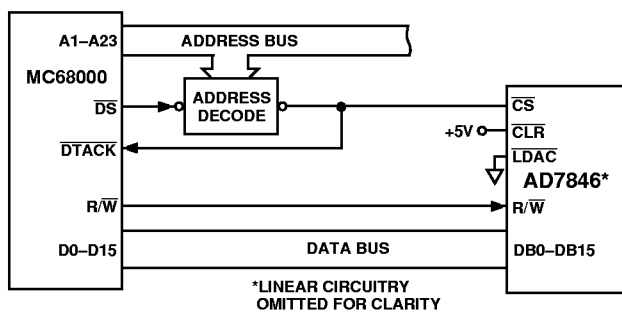 A1–A23
ADDRESS BUS
MC68000
DS
ADDRESS
DECODE
CS
+5V
CLR
DTACK
LDAC
AD7846*
R/W
R/W
D0–D15
DATA BUS
DB0–DB15
*LINEAR CIRCUITRY
OMITTED FOR CLARITY